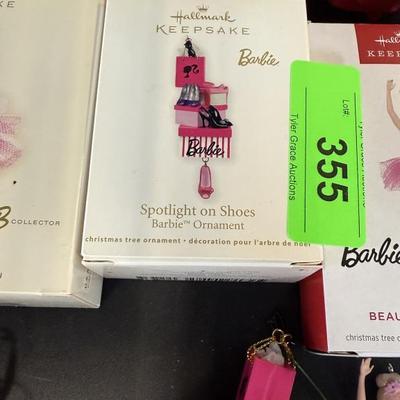 Hallmark
KEEPSAKE
Barbie
Barbie
Spotlight on Shoes
Barbie™ Ornament
christmas tree ornament • décoration pour l'arbre de noël
Lot#.
355
Tyler Grace Auctions
COLLECTOR
Hallm
KEEP
Barbie
BEAU
christmas tree